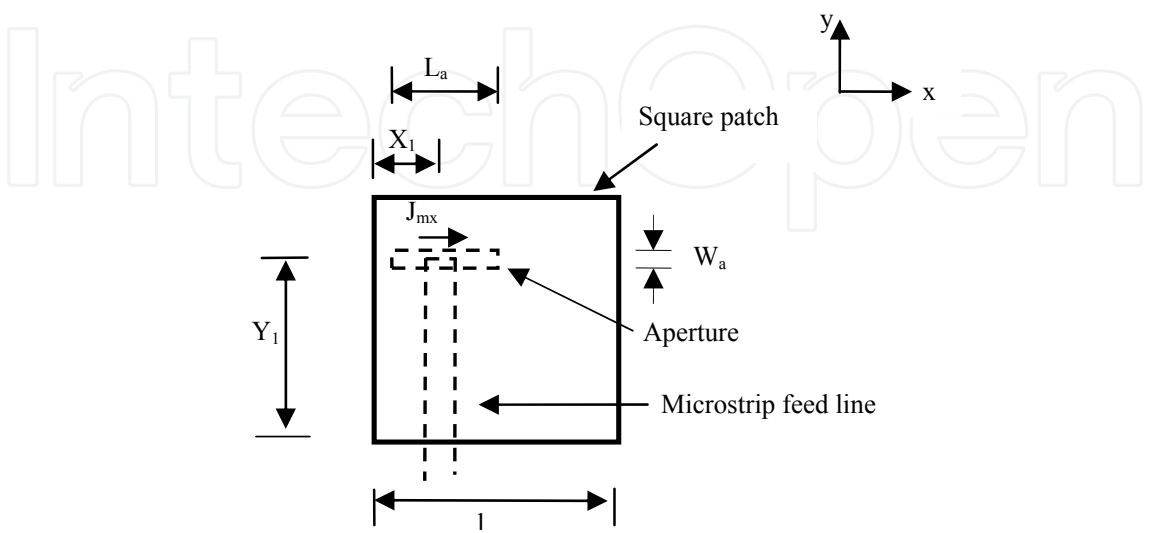 IntechOpen
y
x
Lₐ
Square patch
X₁
Jₘₓ
Wₐ
Y₁
Aperture
Microstrip feed line
l